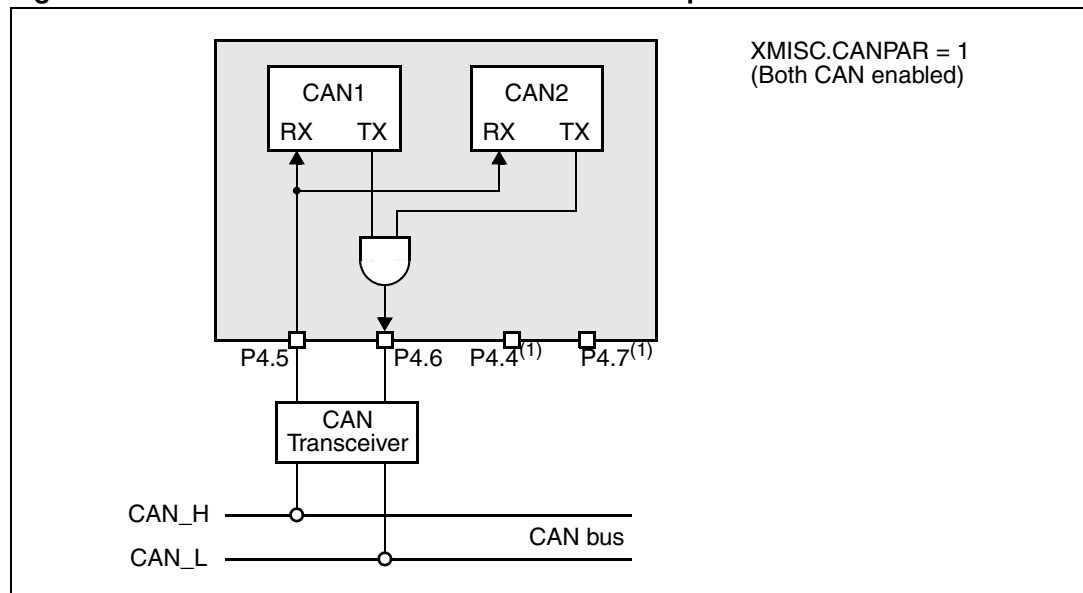 XMISC.CANPAR = 1
(Both CAN enabled)
CAN1
CAN2
RX TX
RX TX
P4.5
P4.6
P4.4(1)
P4.7(1)
CAN
Transceiver
CAN_H
CAN bus
CAN_L